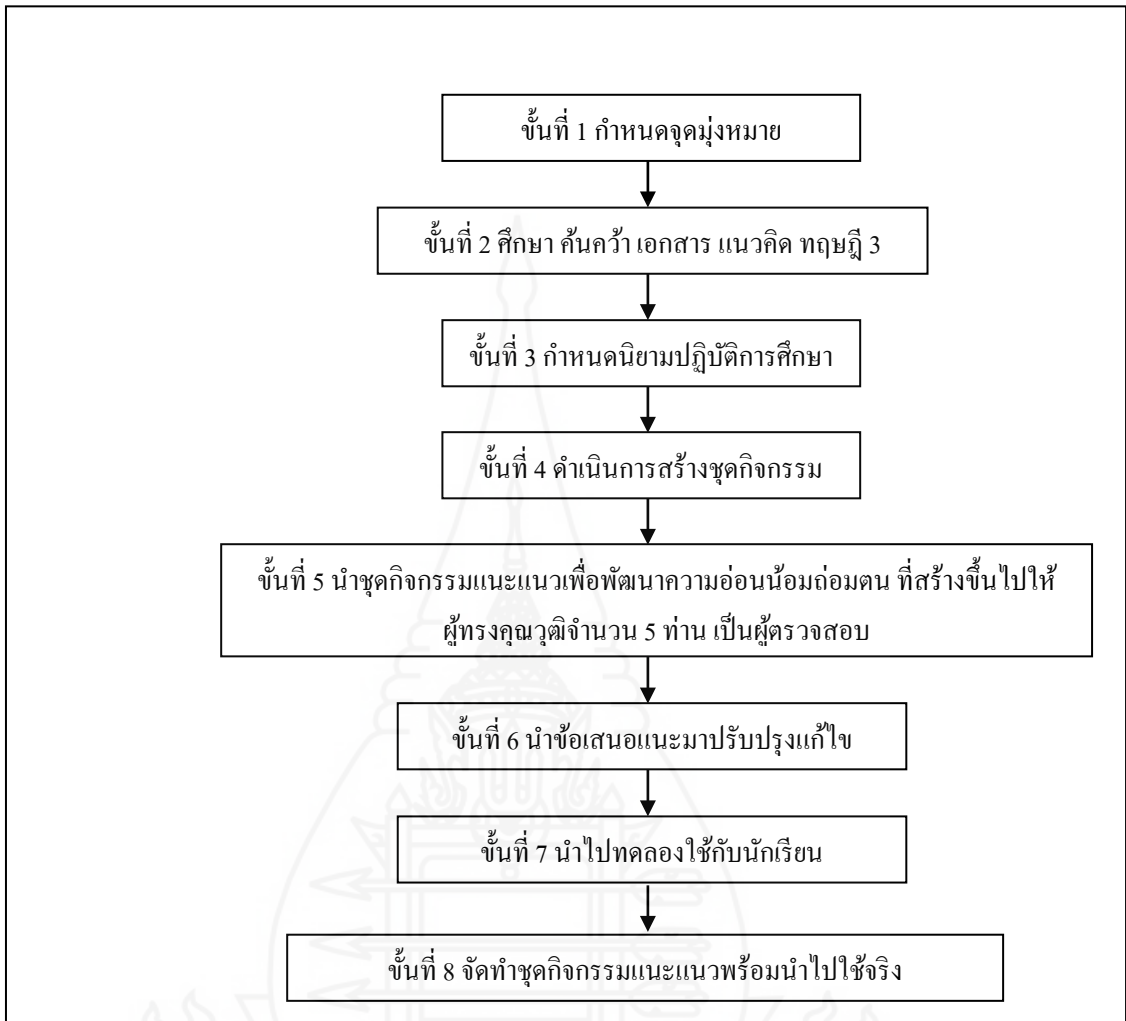 ขั้นที่ 1 กำหนดจุดมุ่งหมาย
ขั้นที่ 2 ศึกษา ค้นคว้า เอกสาร แนวคิด ทฤษฎี 3
ขั้นที่ 3 กำหนดนิยามปฏิบัติการศึกษา
ขั้นที่ 4 ดำเนินการสร้างชุดกิจกรรม
ขั้นที่ 5 นำชุดกิจกรรมแนะแนวเพื่อพัฒนาความอ่อนน้อมถ่อมตน ที่สร้างขึ้นไปให้
ผู้ทรงคุณวุฒิจำนวน 5 ท่าน เป็นผู้ตรวจสอบ
ขั้นที่ 6 นำข้อเสนอแนะมาปรับปรุงแก้ไข
ขั้นที่ 7 นำไปทดลองใช้กับนักเรียน
ขั้นที่ 8 จัดทำชุดกิจกรรมแนะแนวพร้อมนำไปใช้จริง